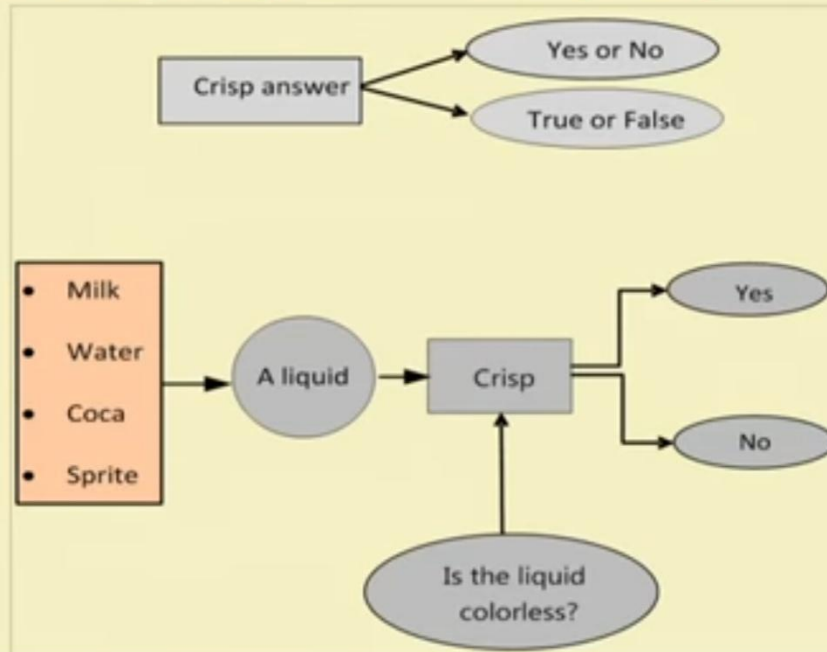 Crisp answer
Yes or No
True or False
• Milk
• Water
• Coca
• Sprite
A liquid
Crisp
Yes
No
Is the liquid
colorless?